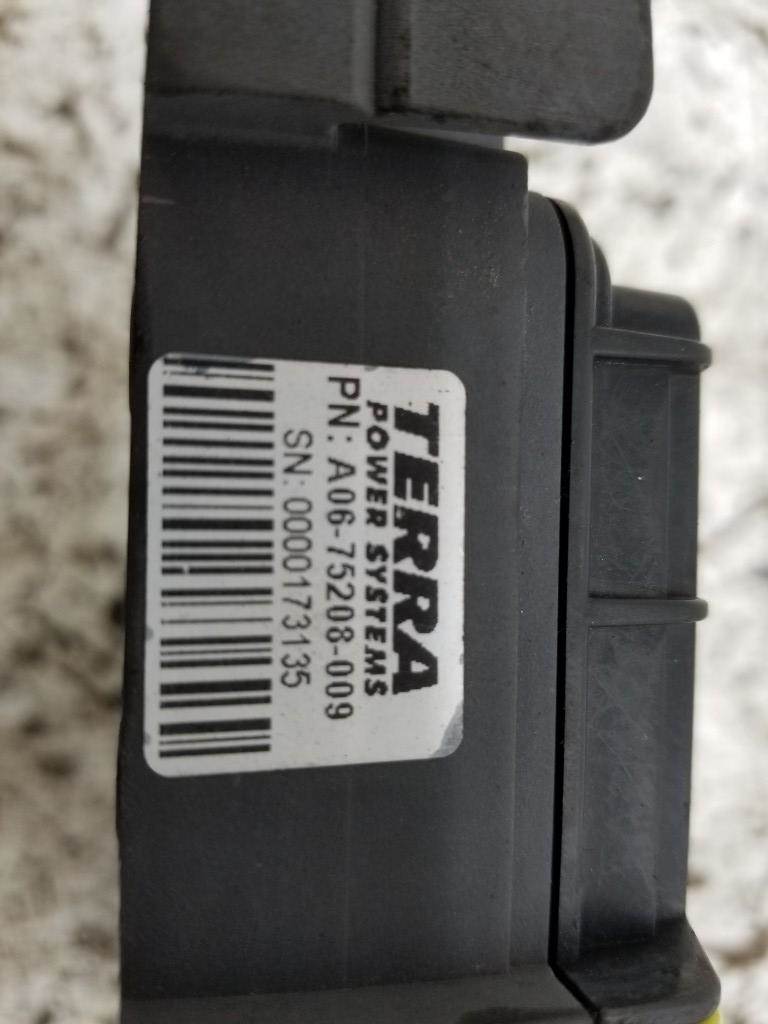 TERRA
POWER SYSTEMS
PN: A06-75208-009
SN: 0000173135